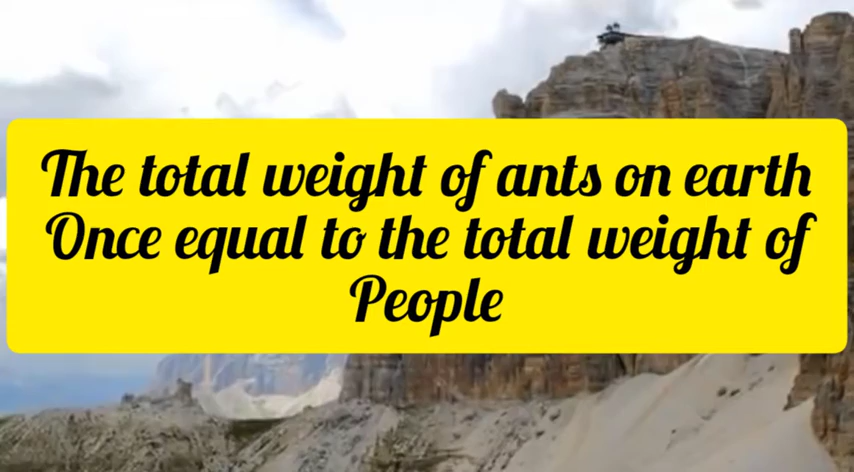 The total weight of ants on earth
Once equal to the total weight of
People